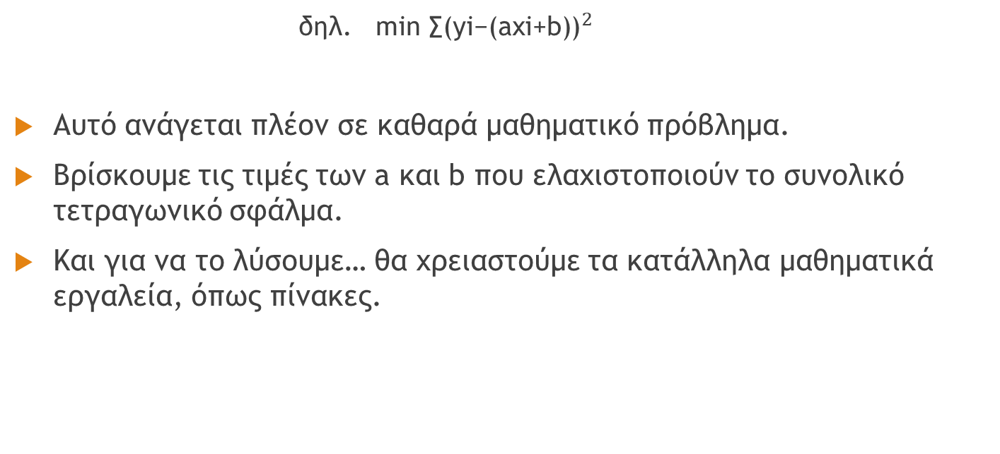 δηλ. min Σ(yi−(axi+b))²
Αυτό ανάγεται πλέον σε καθαρά μαθηματικό πρόβλημα.
Βρίσκουμε τις τιμές των a και b που ελαχιστοποιούν το συνολικό
τετραγωνικό σφάλμα.
Και για να το λύσουμε… θα χρειαστούμε τα κατάλληλα μαθηματικά
εργαλεία, όπως πίνακες.